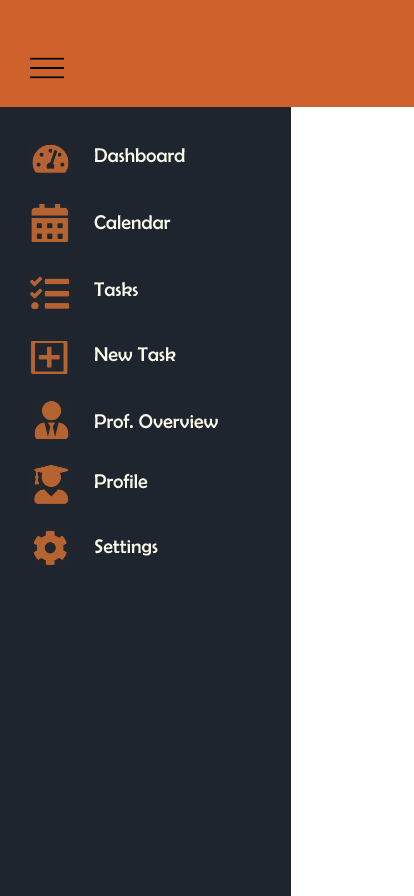 Dashboard
Calendar
Tasks
New Task
Prof. Overview
Profile
Settings